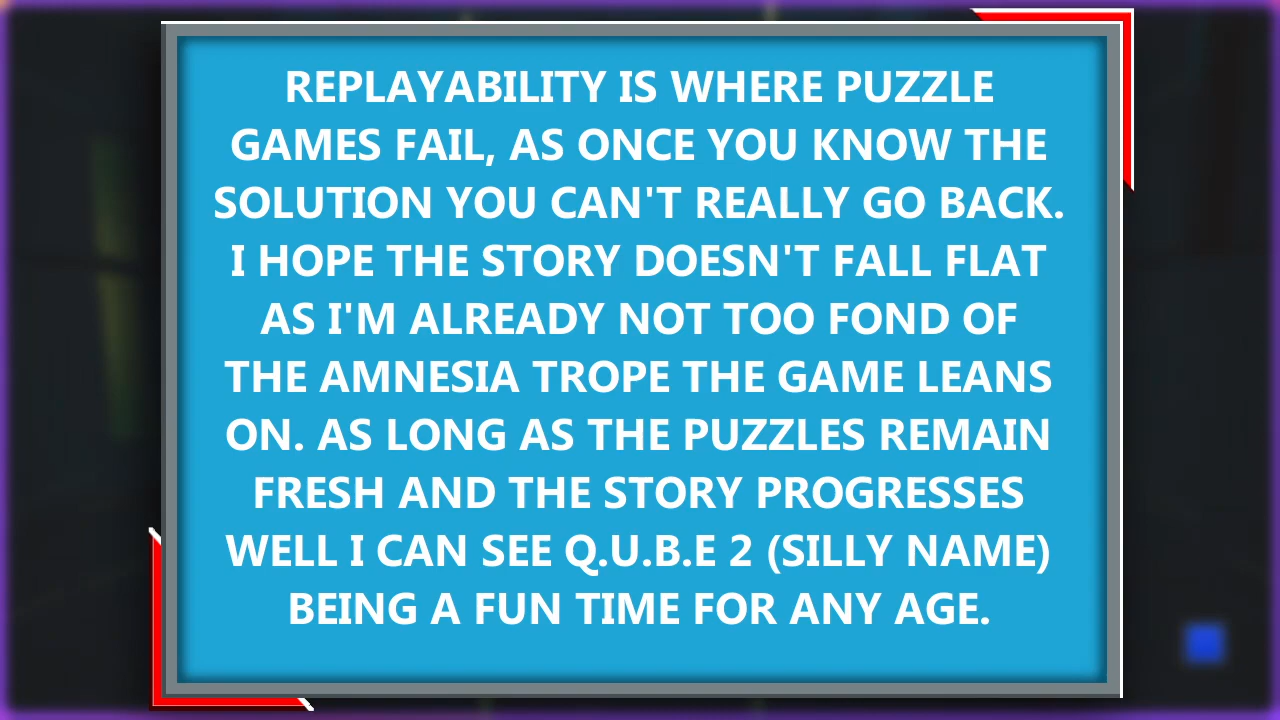 REPLAYABILITY IS WHERE PUZZLE
GAMES FAIL, AS ONCE YOU KNOW THE
SOLUTION YOU CAN'T REALLY GO BACK.
I HOPE THE STORY DOESN'T FALL FLAT
AS I'M ALREADY NOT TOO FOND OF
THE AMNESIA TROPE THE GAME LEANS
ON. AS LONG AS THE PUZZLES REMAIN
FRESH AND THE STORY PROGRESSES
WELL I CAN SEE Q.U.B.E 2 (SILLY NAME)
BEING A FUN TIME FOR ANY AGE.